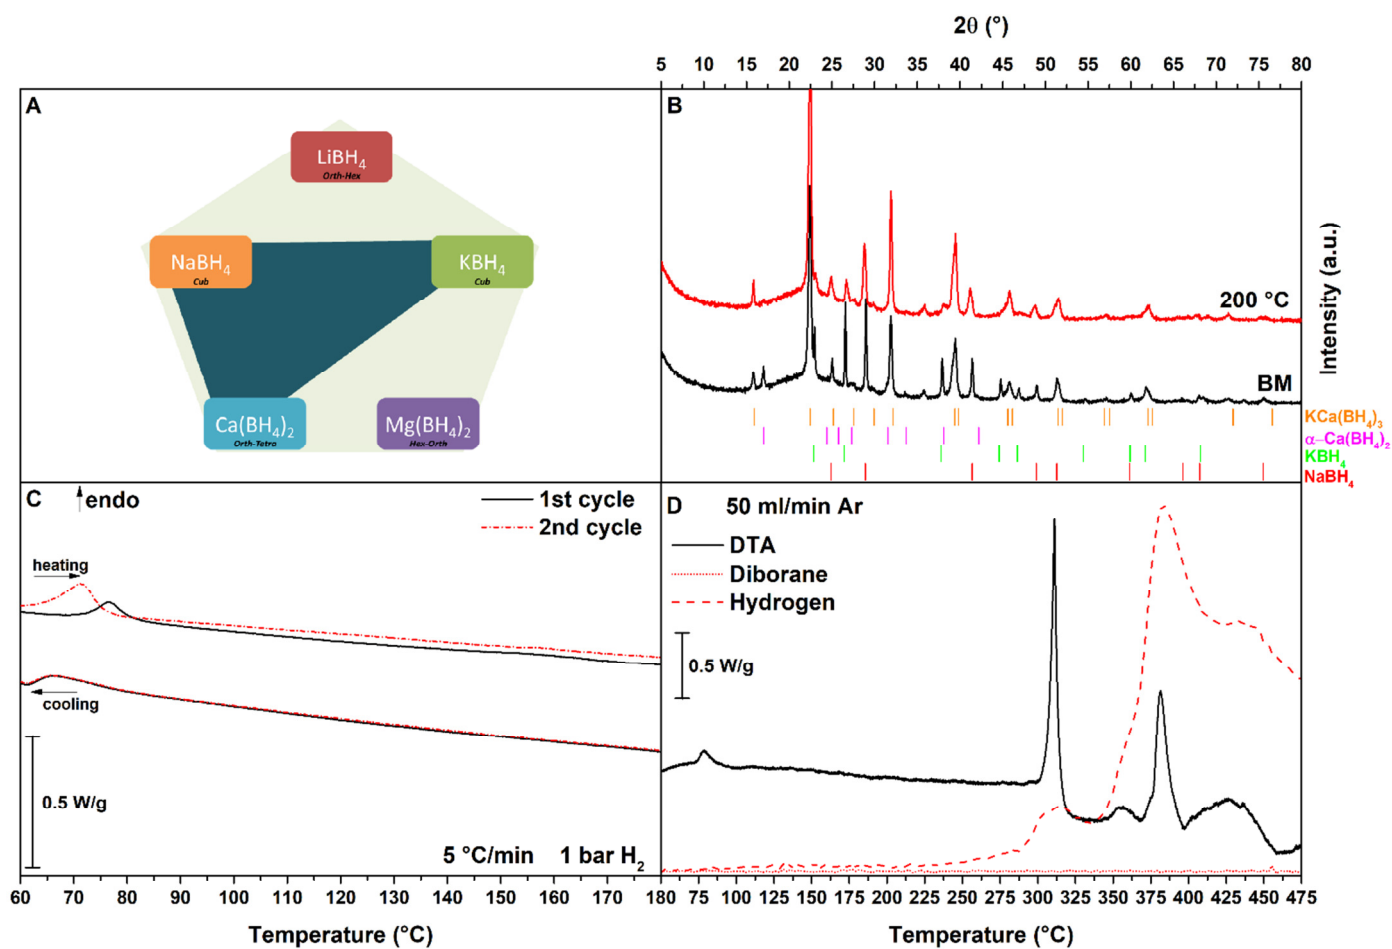 2θ (°)
5 10 15 20 25 30 35 40 45 50 55 60 65 70 75 80
A
LiBH4
Orth-Hex
NaBH4
Cub
KBH4
Cub
Ca(BH4)2
Orth-Tetro
Mg(BH4)2
Hex-Orth
B
200 °C
BM
Intensity (a.u.)
KCa(BH4)3
α-Ca(BH4)2
KBH4
NaBH4
C
endo
1st cycle
2nd cycle
heating
cooling
0.5 W/g
5 °C/min 1 bar H2
60 70 80 90 100 110 120 130 140 150 160 170 180
Temperature (°C)
D
50 ml/min Ar
DTA
Diborane
Hydrogen
0.5 W/g
75 100 125 150 175 200 225 250 275 300 325 350 375 400 425 450 475
Temperature (°C)